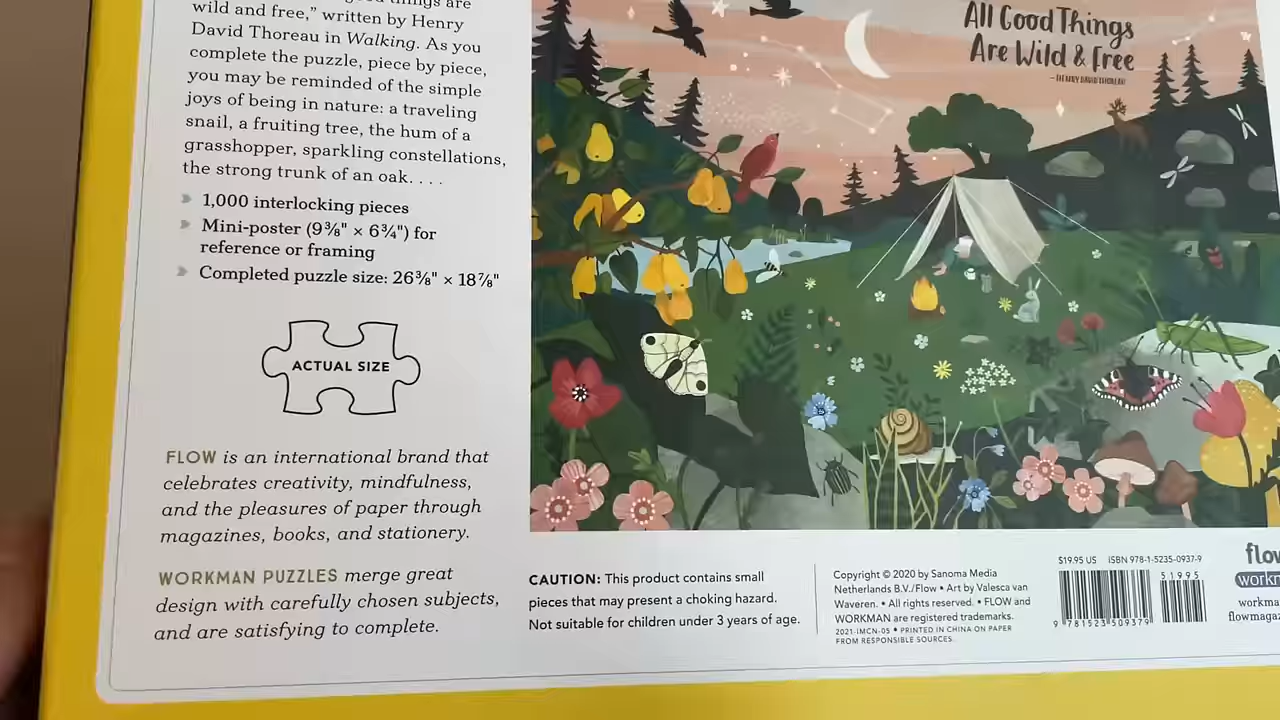 good things are
wild and free,” written by Henry
David Thoreau in Walking. As you
complete the puzzle, piece by piece,
you may be reminded of the simple
joys of being in nature: a traveling
snail, a fruiting tree, the hum of a
grasshopper, sparkling constellations,
the strong trunk of an oak. . . .
1,000 interlocking pieces
Mini-poster (9⅜" × 6¾") for
reference or framing
Completed puzzle size: 26⅜" × 18⅞"
ACTUAL SIZE
FLOW is an international brand that
celebrates creativity, mindfulness,
and the pleasures of paper through
magazines, books, and stationery.
WORKMAN PUZZLES merge great
design with carefully chosen subjects,
and are satisfying to complete.
All Good Things
Are Wild & Free
– HENRY DAVID THOREAU
CAUTION: This product contains small
pieces that may present a choking hazard.
Not suitable for children under 3 years of age.
Copyright © 2020 by Sanoma Media
Netherlands B.V./Flow • Art by Valesca van
Waveren. • All rights reserved. • FLOW and
WORKMAN are registered trademarks.
2021-IMCN-05 • PRINTED IN CHINA ON PAPER
FROM RESPONSIBLE SOURCES.
$19.95 US ISBN 978-1-5235-0937-9
51995
9 781523 509379
flow
workm
workma
flowmagaz